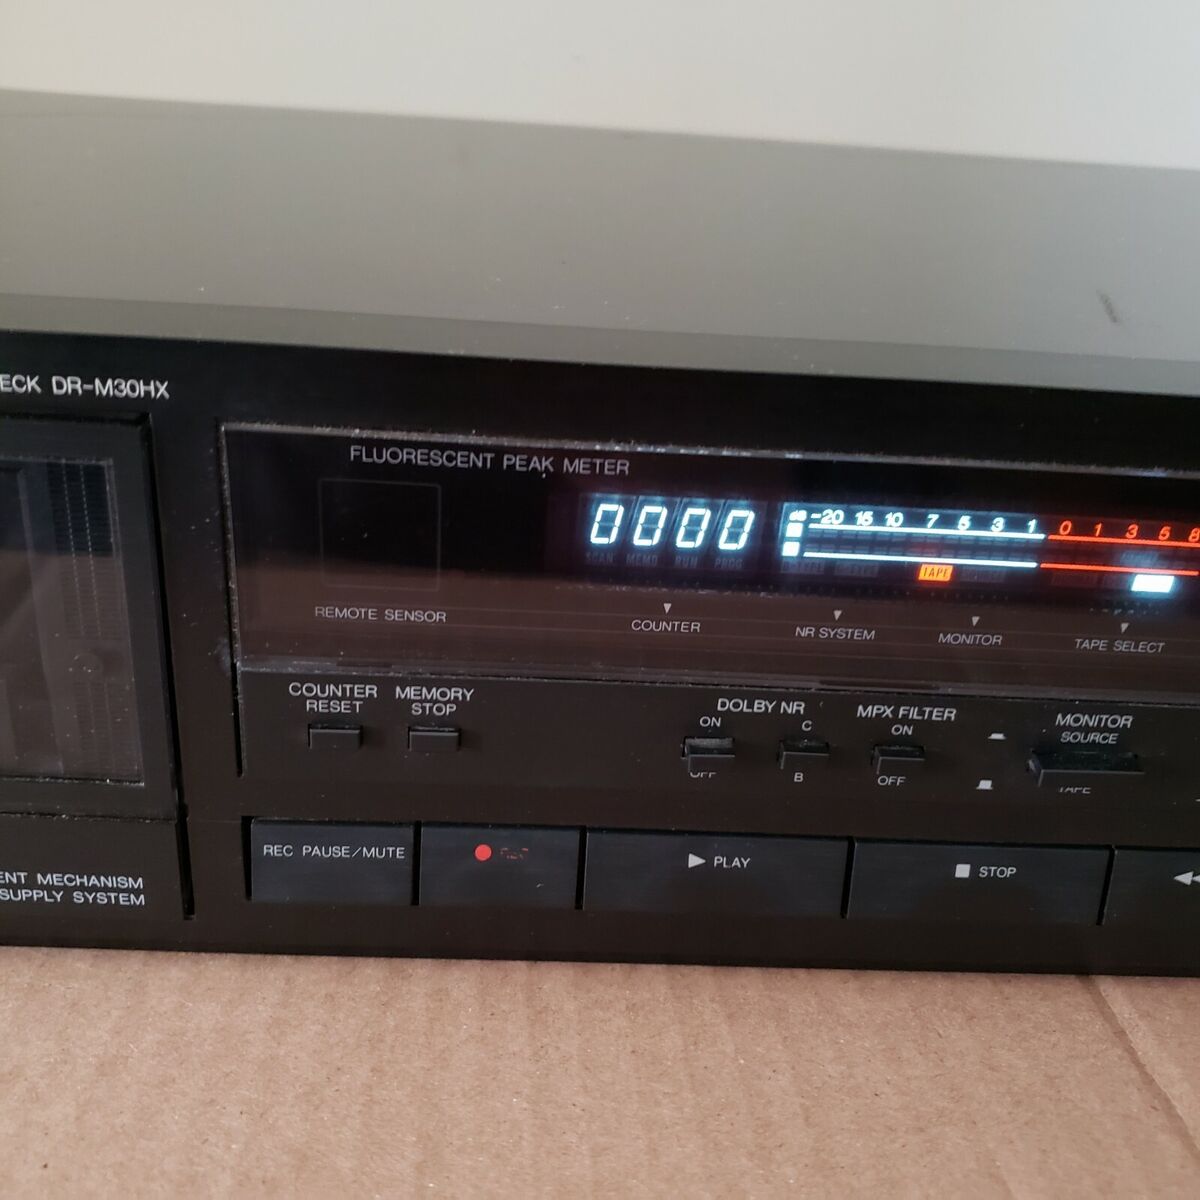 ECK DR-M30HX
FLUORESCENT PEAK METER
0000
dB -20 15 10 7 5 3 1 0 1 3 5 8
SCAN MEMO RUN PROG
TAPE
REMOTE SENSOR
COUNTER
NR SYSTEM
MONITOR
TAPE SELECT
COUNTER RESET
MEMORY STOP
DOLBY NR
ON
OFF
C
B
MPX FILTER
ON
OFF
MONITOR
SOURCE
TAPE
REC PAUSE/MUTE
PLAY
STOP
ENT MECHANISM
SUPPLY SYSTEM